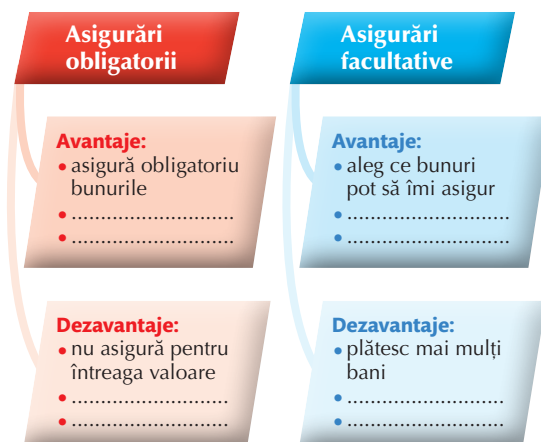 Asigurări
obligatorii
Avantaje:
• asigură obligatoriu
bunurile
• ....................................
• ....................................
Dezavantaje:
• nu asigură pentru
întreaga valoare
• ....................................
• ....................................
Asigurări
facultative
Avantaje:
• aleg ce bunuri
pot să îmi asigur
• ....................................
• ....................................
Dezavantaje:
• plătesc mai mulți
bani
• ....................................
• ....................................